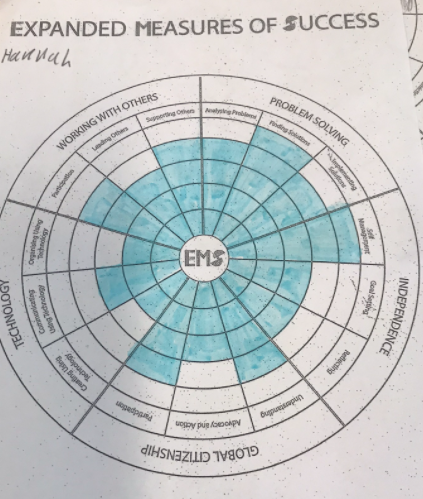 EXPANDED MEASURES OF SUCCESS
Hannah
WORKING WITH OTHERS
PROBLEM SOLVING
INDEPENDENCE
GLOBAL CITIZENSHIP
TECHNOLOGY
Participation
Leading Others
Supporting Others
Analyzing Problems
Finding Solutions
Implementing
Solutions
Self
Management
Goal Setting
Reflecting
Understanding
Advocacy and Action
Participation
Creating Using
Technology
Communicating
Using Technology
Organizing Using
Technology
EMS